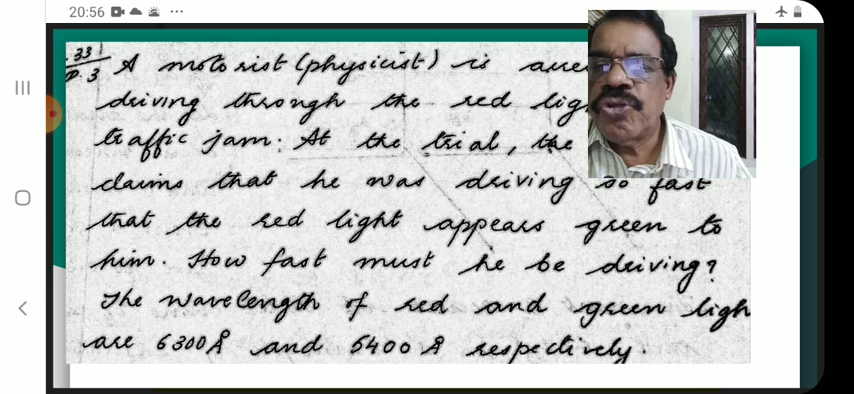 20:56
.33
p.3 A motorist (physicist) is
driving through the red
traffic jam. At the trial, the
claims that he was driving so fast
that the red light appears green to
him. How fast must he be driving?
The wavelength of red and green
are 6300Å and 5400Å respectively.